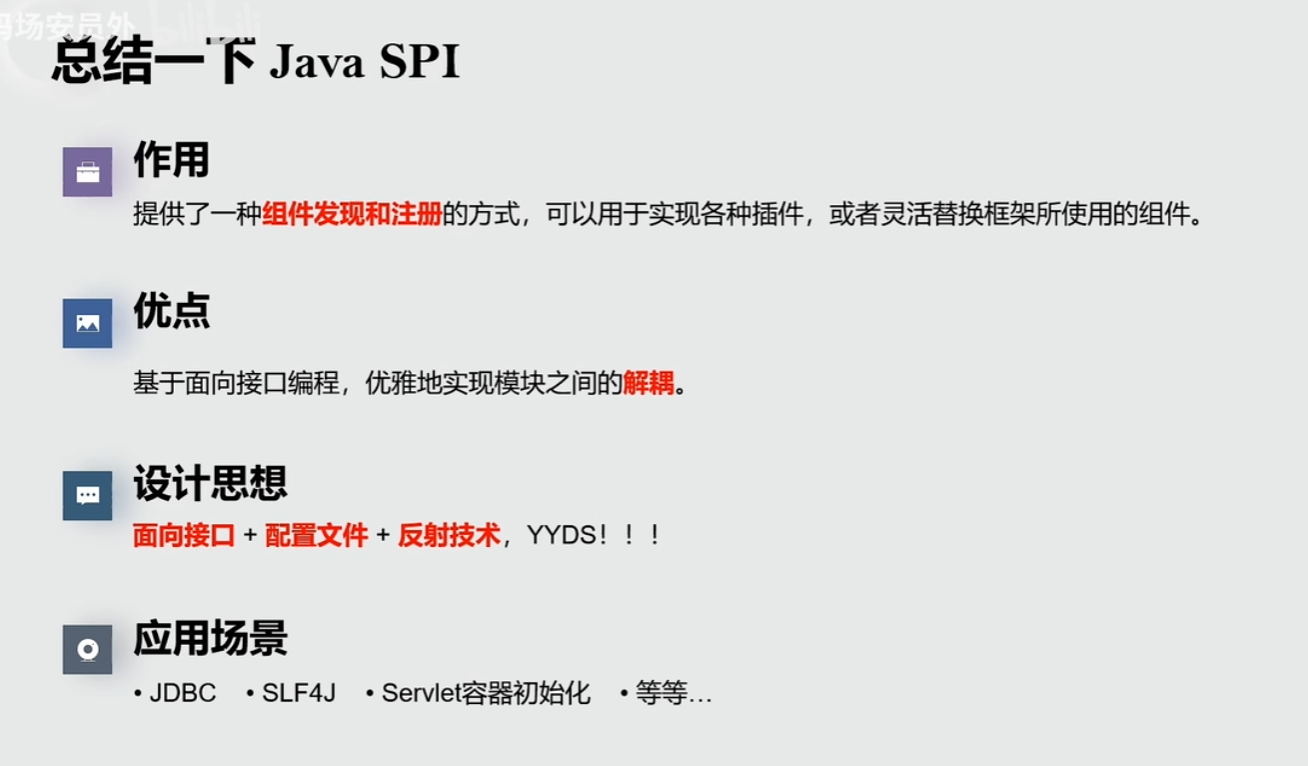 码场安员外 bilibili
总结一下 Java SPI
作用
提供了一种组件发现和注册的方式，可以用于实现各种插件，或者灵活替换框架所使用的组件。
优点
基于面向接口编程，优雅地实现模块之间的解耦。
设计思想
面向接口 + 配置文件 + 反射技术，YYDS！！！
应用场景
• JDBC • SLF4J • Servlet容器初始化 • 等等…